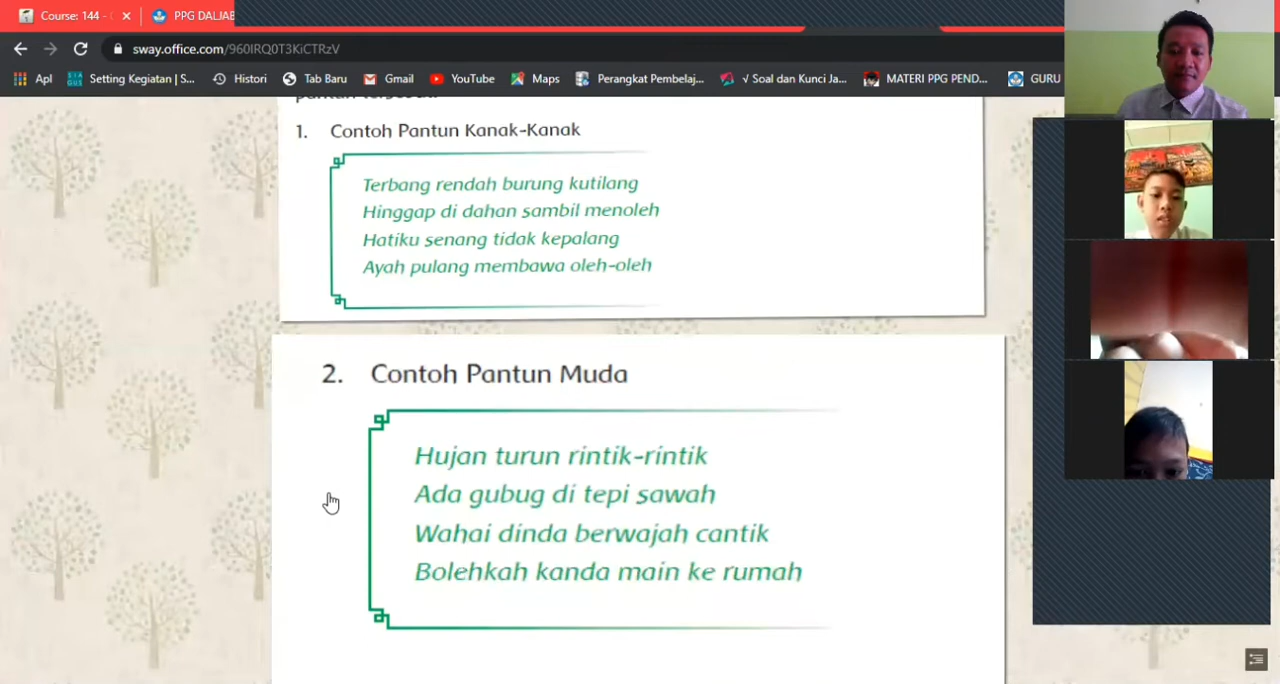 Course: 144 -
PPG DALJAB
sway.office.com/960IRQ0T3KiCTRzV
Apl
Setting Kegiatan | S...
Histori
Tab Baru
Gmail
YouTube
Maps
Perangkat Pembelaj...
√ Soal dan Kunci Ja...
MATERI PPG PEND...
GURU
1. Contoh Pantun Kanak-Kanak
Terbang rendah burung kutilang
Hinggap di dahan sambil menoleh
Hatiku senang tidak kepalang
Ayah pulang membawa oleh-oleh
2. Contoh Pantun Muda
Hujan turun rintik-rintik
Ada gubug di tepi sawah
Wahai dinda berwajah cantik
Bolehkah kanda main ke rumah